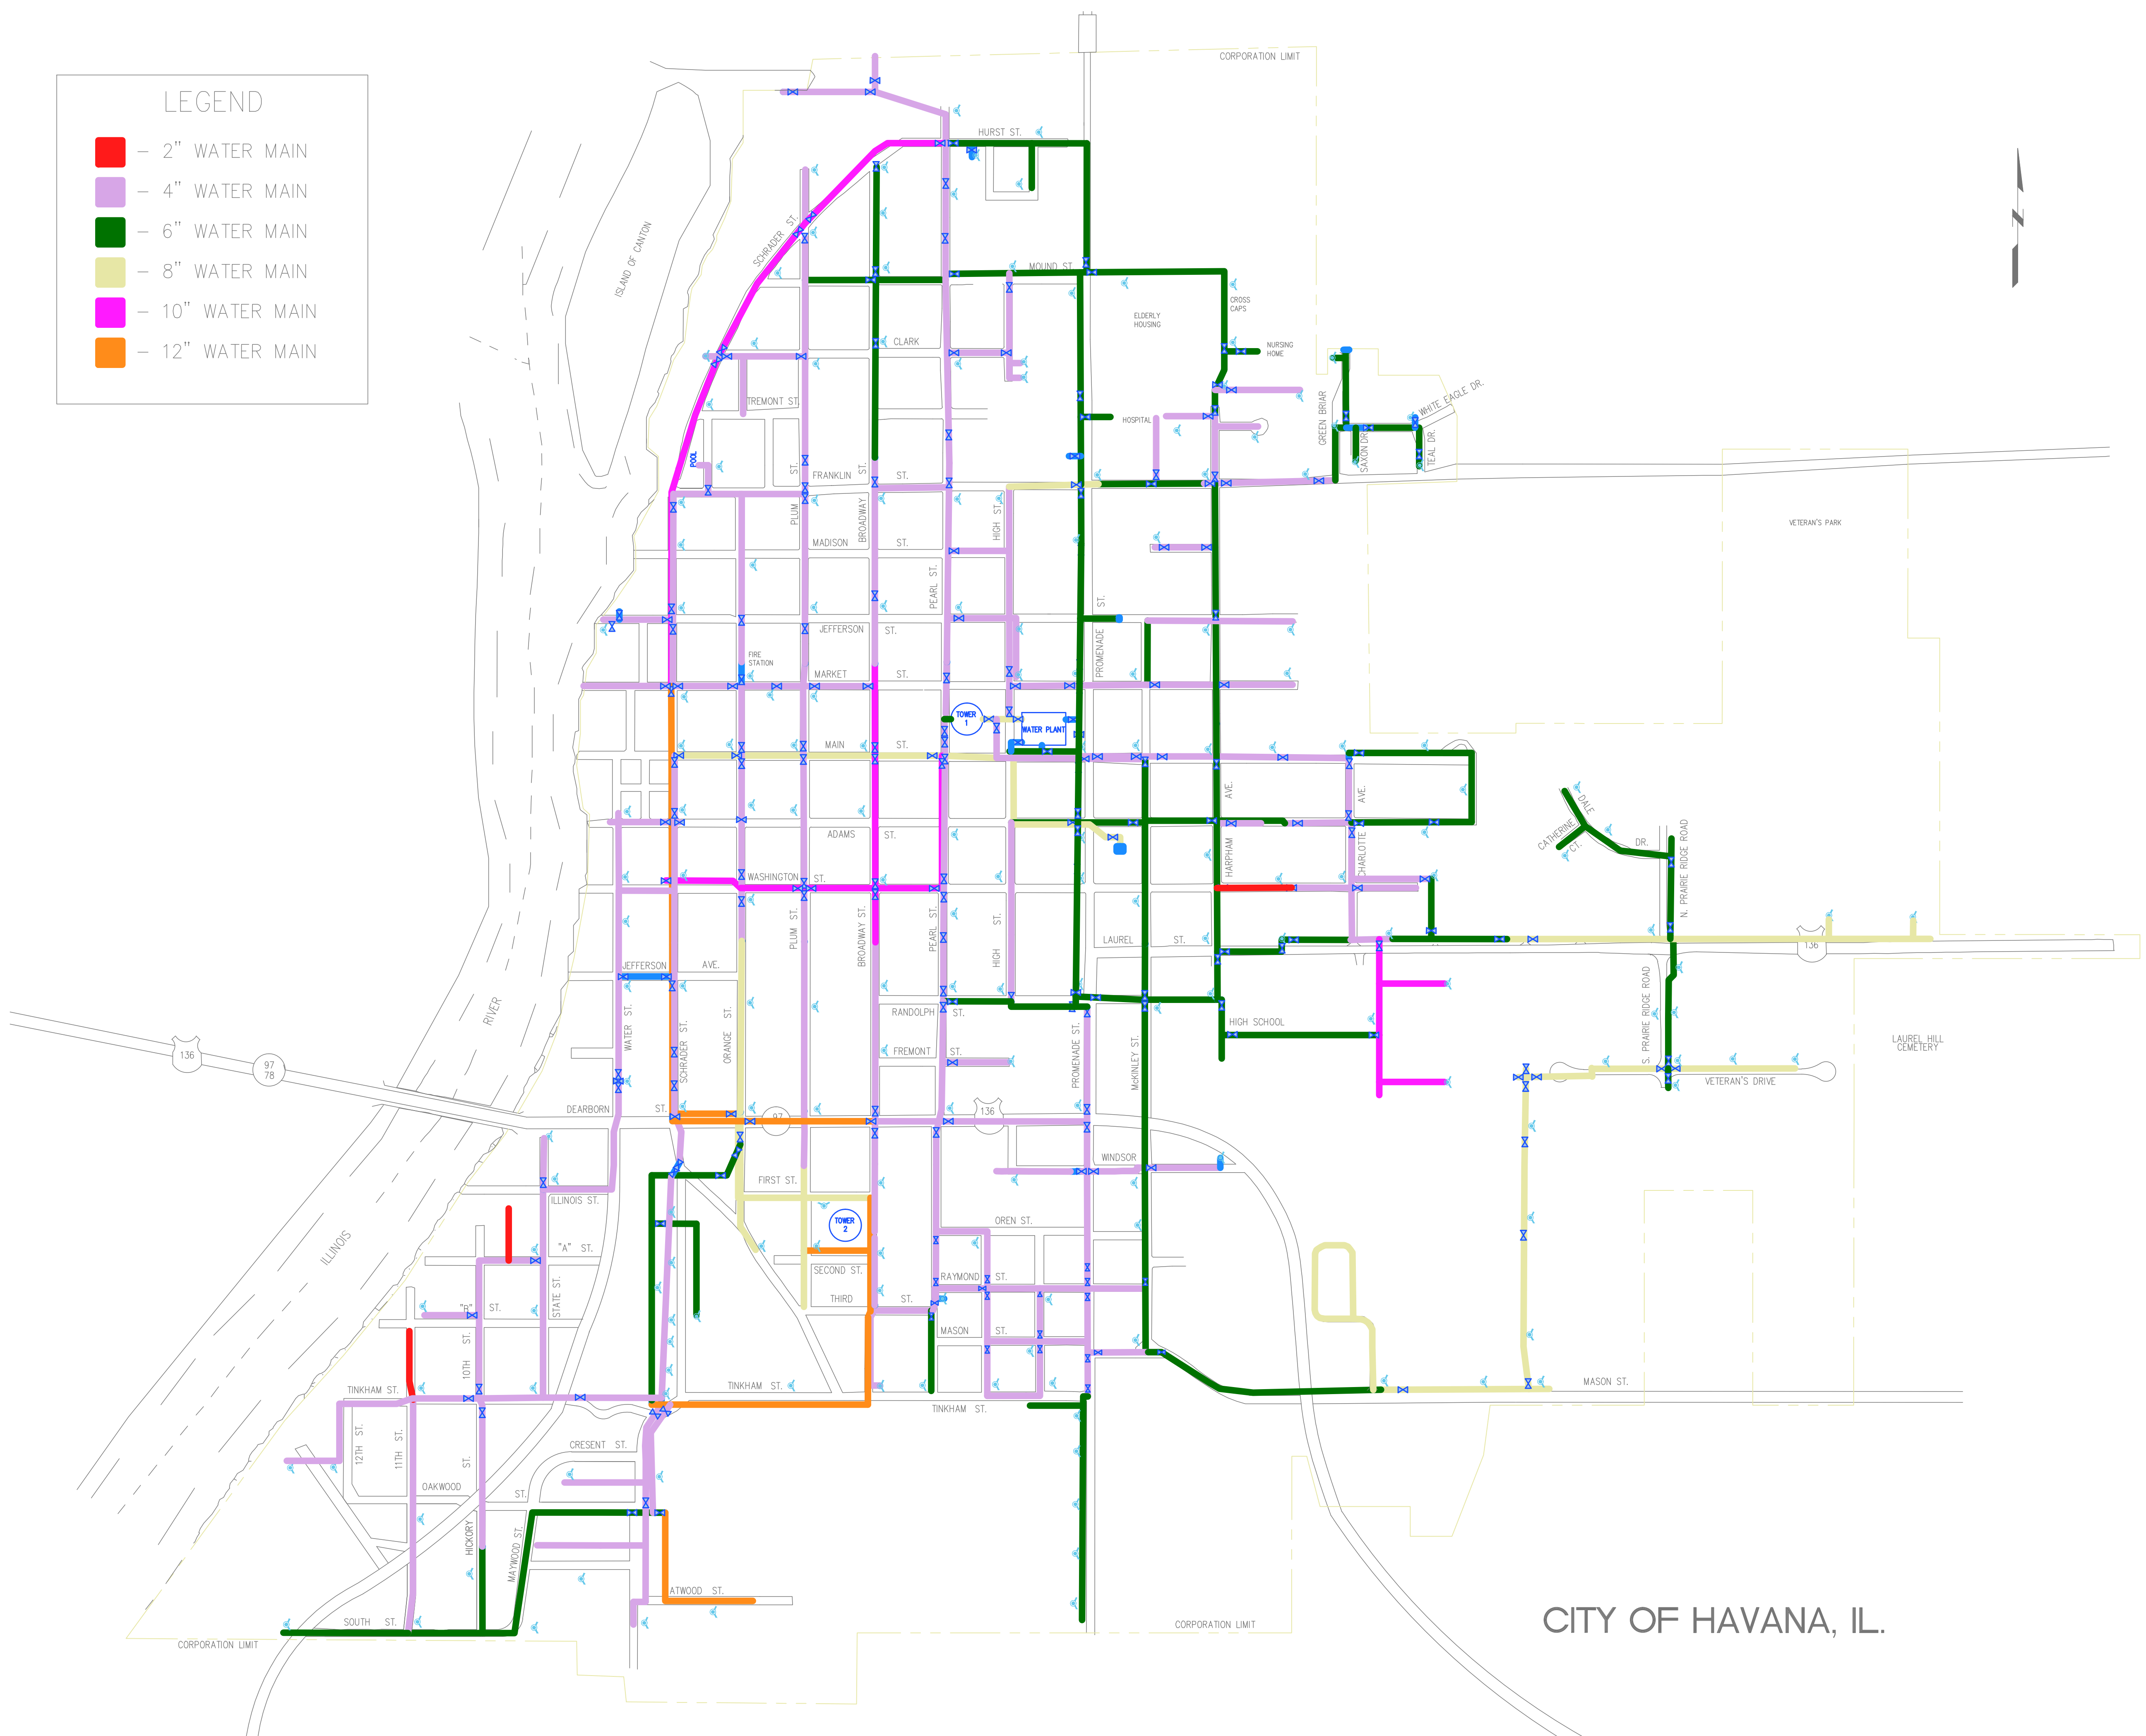 LEGEND
– 2" WATER MAIN
– 4" WATER MAIN
– 6" WATER MAIN
– 8" WATER MAIN
– 10" WATER MAIN
– 12" WATER MAIN
CORPORATION LIMIT
N
HURST ST.
SCHRADER ST.
ISLAND OF CANTON
MOUND ST.
CROSS
CAPS
ELDERLY
HOUSING
NURSING
HOME
CLARK
TREMONT ST.
HOSPITAL
GREEN BRIAR
WHITE EAGLE DR.
SAXON DR.
TEAL DR.
POOL
FRANKLIN ST.
PLUM ST.
BROADWAY ST.
HIGH ST.
VETERAN'S PARK
MADISON ST.
PEARL ST.
JEFFERSON ST.
PROMENADE ST.
FIRE
STATION
MARKET ST.
TOWER
1
WATER PLANT
MAIN ST.
HARPHAM AVE.
CHARLOTTE AVE.
ADAMS ST.
DALE DR.
CATHERINE CT.
N. PRAIRIE RIDGE ROAD
WASHINGTON ST.
PLUM ST.
BROADWAY ST.
PEARL ST.
HIGH ST.
LAUREL ST.
136
JEFFERSON AVE.
RIVER
WATER ST.
SCHRADER ST.
ORANGE ST.
RANDOLPH ST.
HIGH SCHOOL
S. PRAIRIE RIDGE ROAD
LAUREL HILL
CEMETERY
FREMONT ST.
PROMENADE ST.
McKINLEY ST.
136
97
78
VETERAN'S DRIVE
DEARBORN ST.
97
136
WINDSOR
FIRST ST.
ILLINOIS ST.
TOWER
2
OREN ST.
ILLINOIS
"A" ST.
SECOND ST.
RAYMOND ST.
STATE ST.
"B" ST.
THIRD ST.
MASON ST.
10TH ST.
TINKHAM ST.
TINKHAM ST.
MASON ST.
TINKHAM ST.
12TH ST.
11TH ST.
CRESENT ST.
OAKWOOD ST.
HICKORY ST.
MAYWOOD ST.
ATWOOD ST.
SOUTH ST.
CORPORATION LIMIT
CORPORATION LIMIT
CITY OF HAVANA, IL.